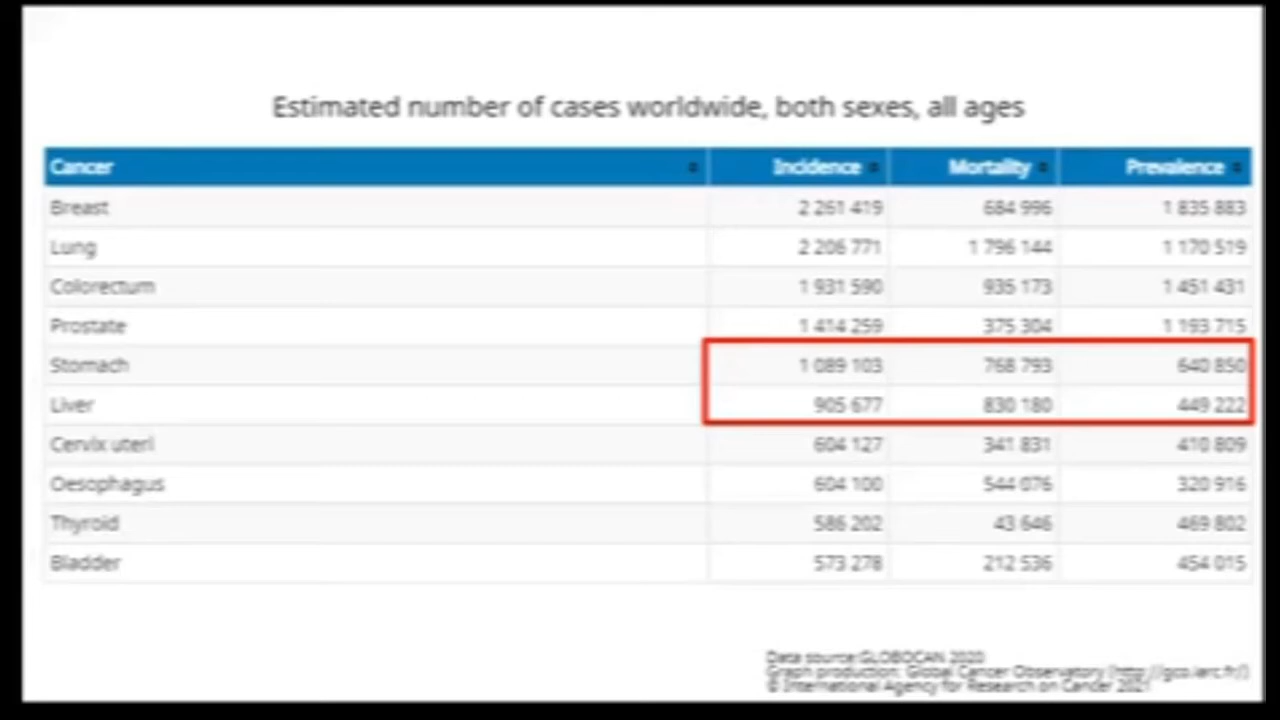 Estimated number of cases worldwide, both sexes, all ages
Cancer Incidence Mortality Prevalence
Breast 2 261 419 684 996 1 835 883
Lung 2 206 771 1 796 144 1 170 519
Colorectum 1 931 590 935 173 1 451 431
Prostate 1 414 259 375 304 1 193 715
Stomach 1 089 103 768 793 640 850
Liver 905 677 830 180 449 222
Cervix uteri 604 127 341 831 410 809
Oesophagus 604 100 544 076 320 916
Thyroid 586 202 43 646 469 802
Bladder 573 278 212 536 454 015
Data source: GLOBOCAN 2020
Graph production: Global Cancer Observatory (http://gco.iarc.fr/)
© International Agency for Research on Cancer 2021